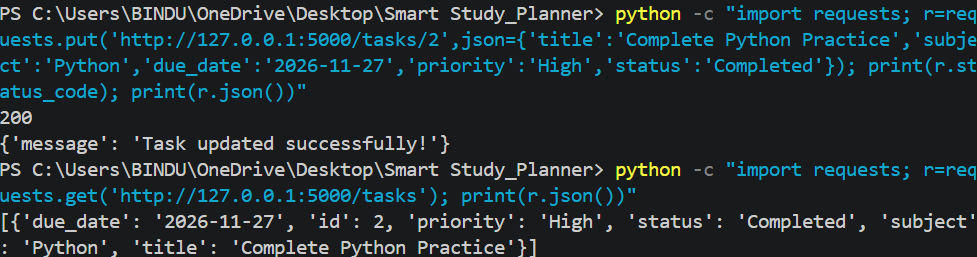 PS C:\Users\BINDU\OneDrive\Desktop\Smart Study_Planner> python -c "import requests; r=req
uests.put('http://127.0.0.1:5000/tasks/2',json={'title':'Complete Python Practice','subje
ct':'Python','due_date':'2026-11-27','priority':'High','status':'Completed'}); print(r.st
atus_code); print(r.json())"
200
{'message': 'Task updated successfully!'}
PS C:\Users\BINDU\OneDrive\Desktop\Smart Study_Planner> python -c "import requests; r=req
uests.get('http://127.0.0.1:5000/tasks'); print(r.json())"
[{'due_date': '2026-11-27', 'id': 2, 'priority': 'High', 'status': 'Completed', 'subject'
: 'Python', 'title': 'Complete Python Practice'}]